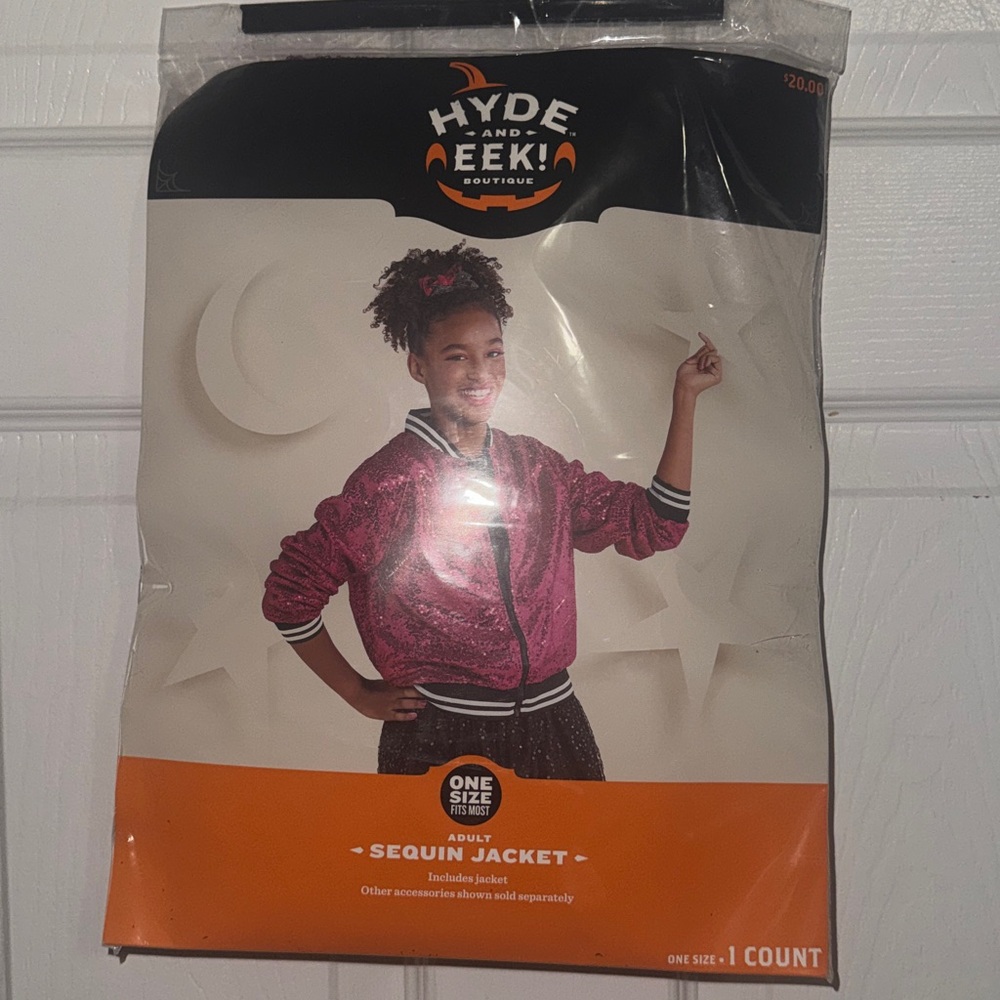 $20.00
HYDE
AND
EEK!
BOUTIQUE
TM
ONE
SIZE
FITS MOST
ADULT
SEQUIN JACKET
Includes jacket
Other accessories shown sold separately
ONE SIZE • 1 COUNT